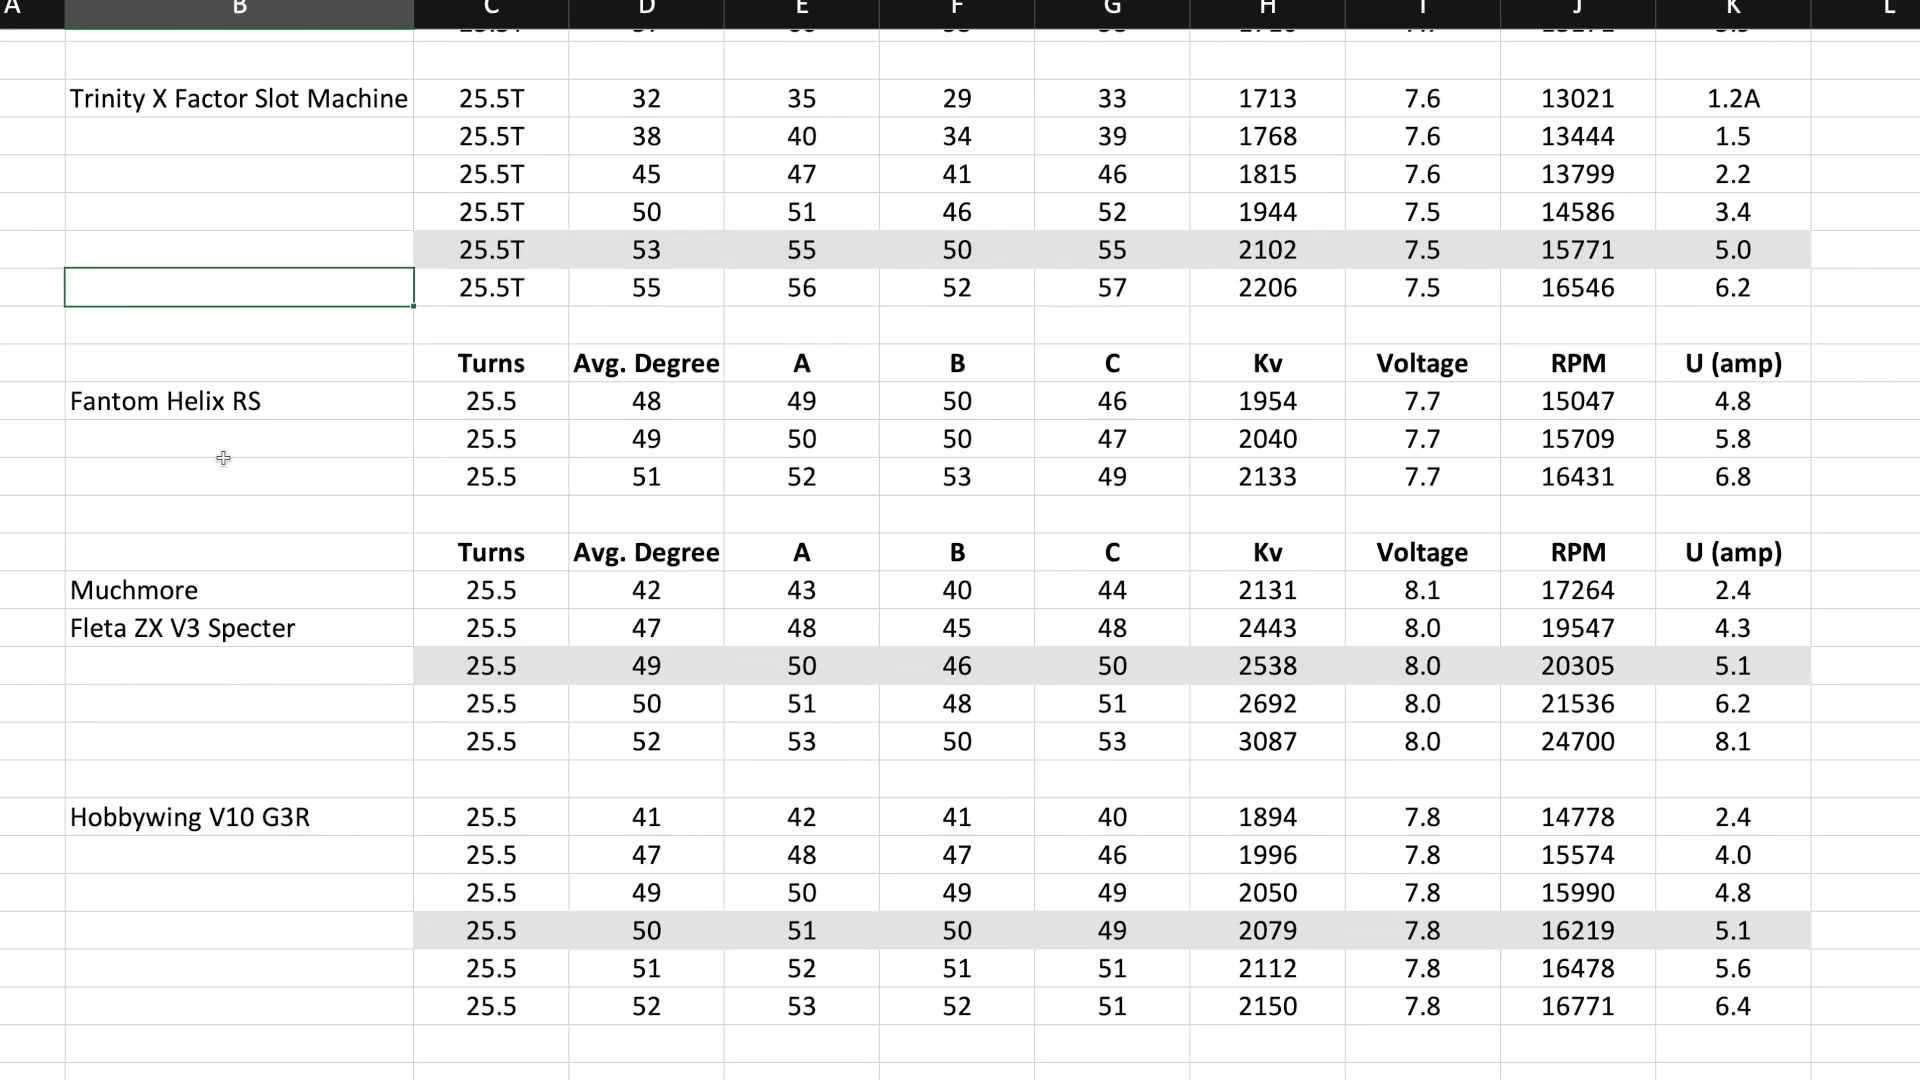 A B C D E F G H I J K L
Trinity X Factor Slot Machine 25.5T 32 35 29 33 1713 7.6 13021 1.2A
25.5T 38 40 34 39 1768 7.6 13444 1.5
25.5T 45 47 41 46 1815 7.6 13799 2.2
25.5T 50 51 46 52 1944 7.5 14586 3.4
25.5T 53 55 50 55 2102 7.5 15771 5.0
25.5T 55 56 52 57 2206 7.5 16546 6.2
Turns Avg. Degree A B C Kv Voltage RPM U (amp)
Fantom Helix RS 25.5 48 49 50 46 1954 7.7 15047 4.8
25.5 49 50 50 47 2040 7.7 15709 5.8
25.5 51 52 53 49 2133 7.7 16431 6.8
Turns Avg. Degree A B C Kv Voltage RPM U (amp)
Muchmore 25.5 42 43 40 44 2131 8.1 17264 2.4
Fleta ZX V3 Specter 25.5 47 48 45 48 2443 8.0 19547 4.3
25.5 49 50 46 50 2538 8.0 20305 5.1
25.5 50 51 48 51 2692 8.0 21536 6.2
25.5 52 53 50 53 3087 8.0 24700 8.1
Hobbywing V10 G3R 25.5 41 42 41 40 1894 7.8 14778 2.4
25.5 47 48 47 46 1996 7.8 15574 4.0
25.5 49 50 49 49 2050 7.8 15990 4.8
25.5 50 51 50 49 2079 7.8 16219 5.1
25.5 51 52 51 51 2112 7.8 16478 5.6
25.5 52 53 52 51 2150 7.8 16771 6.4